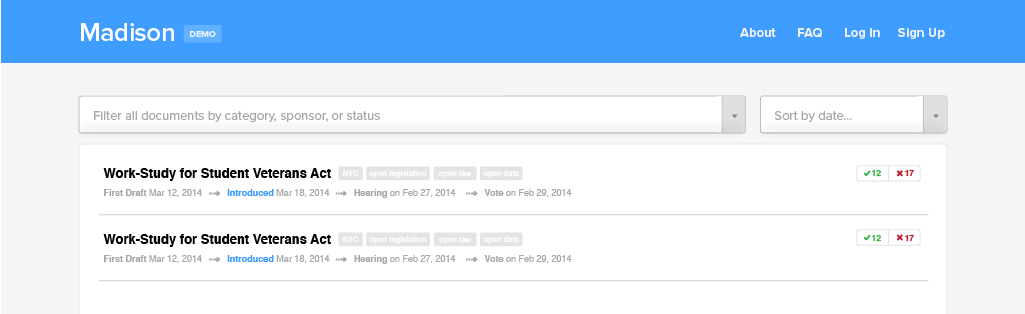 Madison DEMO About FAQ Log In Sign Up
Filter all documents by category, sponsor, or status Sort by date...
Work-Study for Student Veterans Act NYC open legislation open law open data 12 17
First Draft Mar 12, 2014 Introduced Mar 18, 2014 Hearing on Feb 27, 2014 Vote on Feb 29, 2014
Work-Study for Student Veterans Act NYC open legislation open law open data 12 17
First Draft Mar 12, 2014 Introduced Mar 18, 2014 Hearing on Feb 27, 2014 Vote on Feb 29, 2014